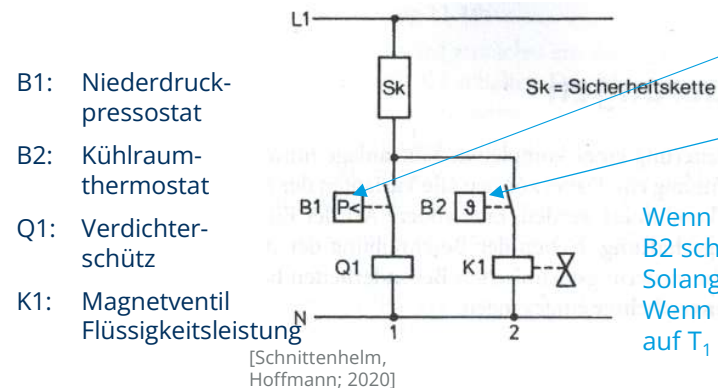 L1
Sk
Sk = Sicherheitskette
B1: Niederdruck-
pressostat
B2: Kühlraum-
thermostat
Q1: Verdichter-
schütz
K1: Magnetventil
Flüssigkeitsleistung
B1 P<
B2 ϑ
Q1
K1
N
1
2
[Schnittenhelm,
Hoffmann; 2020]
Wenn
B2 sch
Solang
Wenn
auf T₁